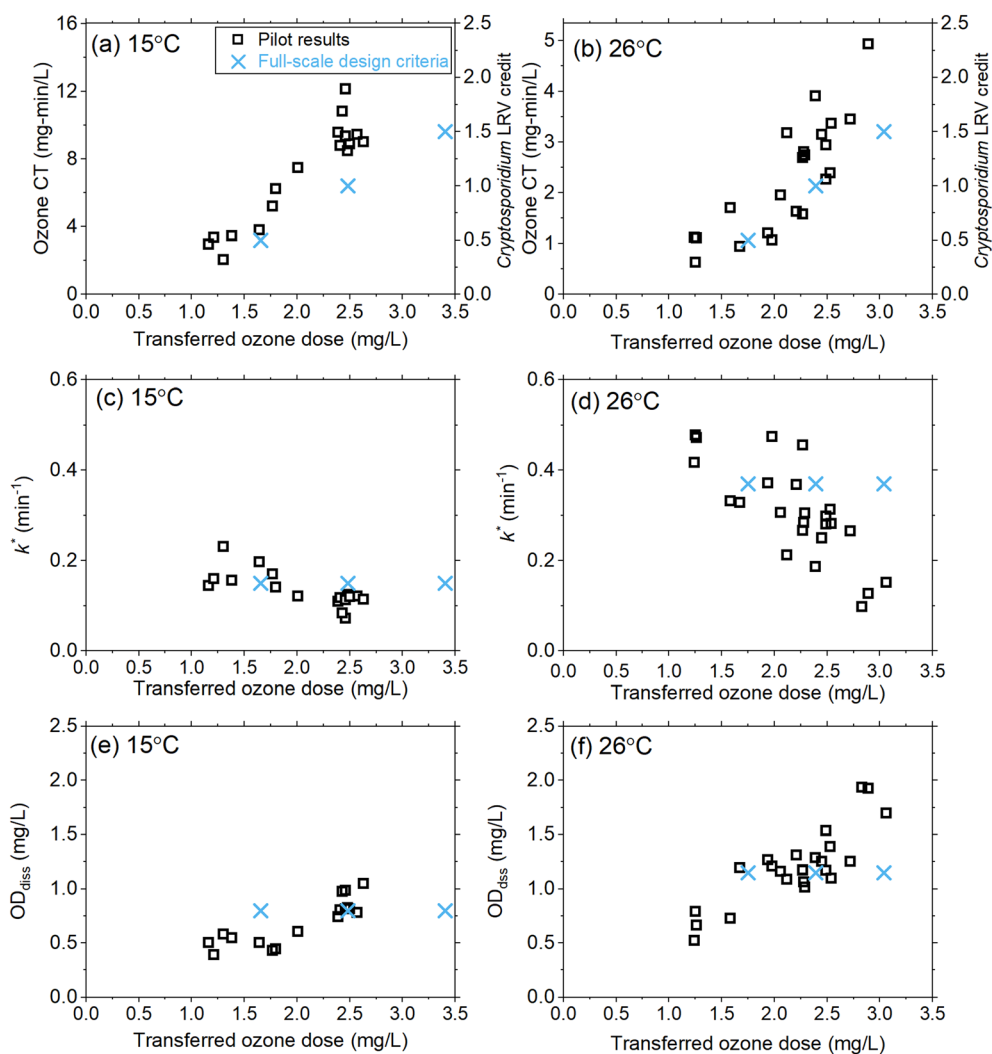 (a) 15°C
Pilot results
Full-scale design criteria
Ozone CT (mg-min/L)
16
12
8
4
0
2.5
2.0
1.5
1.0
0.5
0.0
Cryptosporidium LRV credit
0.0 0.5 1.0 1.5 2.0 2.5 3.0 3.5
Transferred ozone dose (mg/L)
(b) 26°C
Ozone CT (mg-min/L)
5
4
3
2
1
0
2.5
2.0
1.5
1.0
0.5
0.0
Cryptosporidium LRV credit
0.0 0.5 1.0 1.5 2.0 2.5 3.0 3.5
Transferred ozone dose (mg/L)
(c) 15°C
k* (min⁻¹)
0.6
0.4
0.2
0.0
0.0 0.5 1.0 1.5 2.0 2.5 3.0 3.5
Transferred ozone dose (mg/L)
(d) 26°C
k* (min⁻¹)
0.6
0.4
0.2
0.0
0.0 0.5 1.0 1.5 2.0 2.5 3.0 3.5
Transferred ozone dose (mg/L)
(e) 15°C
ODdiss (mg/L)
2.5
2.0
1.5
1.0
0.5
0.0
0.0 0.5 1.0 1.5 2.0 2.5 3.0 3.5
Transferred ozone dose (mg/L)
(f) 26°C
ODdss (mg/L)
2.5
2.0
1.5
1.0
0.5
0.0
0.0 0.5 1.0 1.5 2.0 2.5 3.0 3.5
Transferred ozone dose (mg/L)